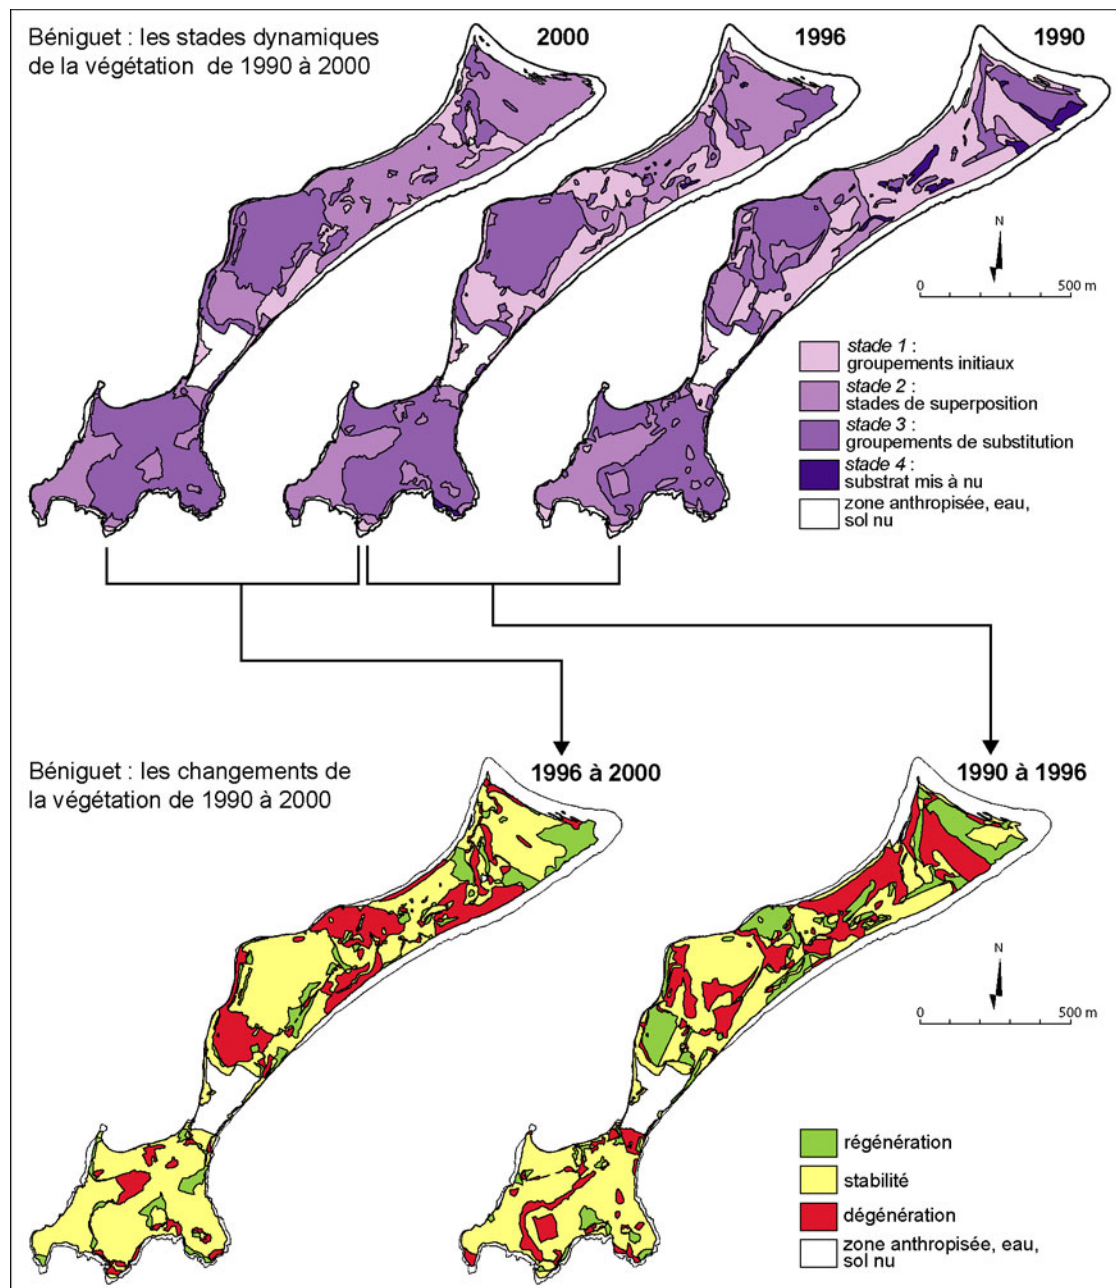 Béniguet : les stades dynamiques
de la végétation de 1990 à 2000
2000
1996
1990
N
0 500 m
stade 1 :
groupements initiaux
stade 2 :
stades de superposition
stade 3 :
groupements de substitution
stade 4 :
substrat mis à nu
zone anthropisée, eau,
sol nu
Béniguet : les changements de
la végétation de 1990 à 2000
1996 à 2000
1990 à 1996
N
0 500 m
régénération
stabilité
dégénération
zone anthropisée, eau,
sol nu